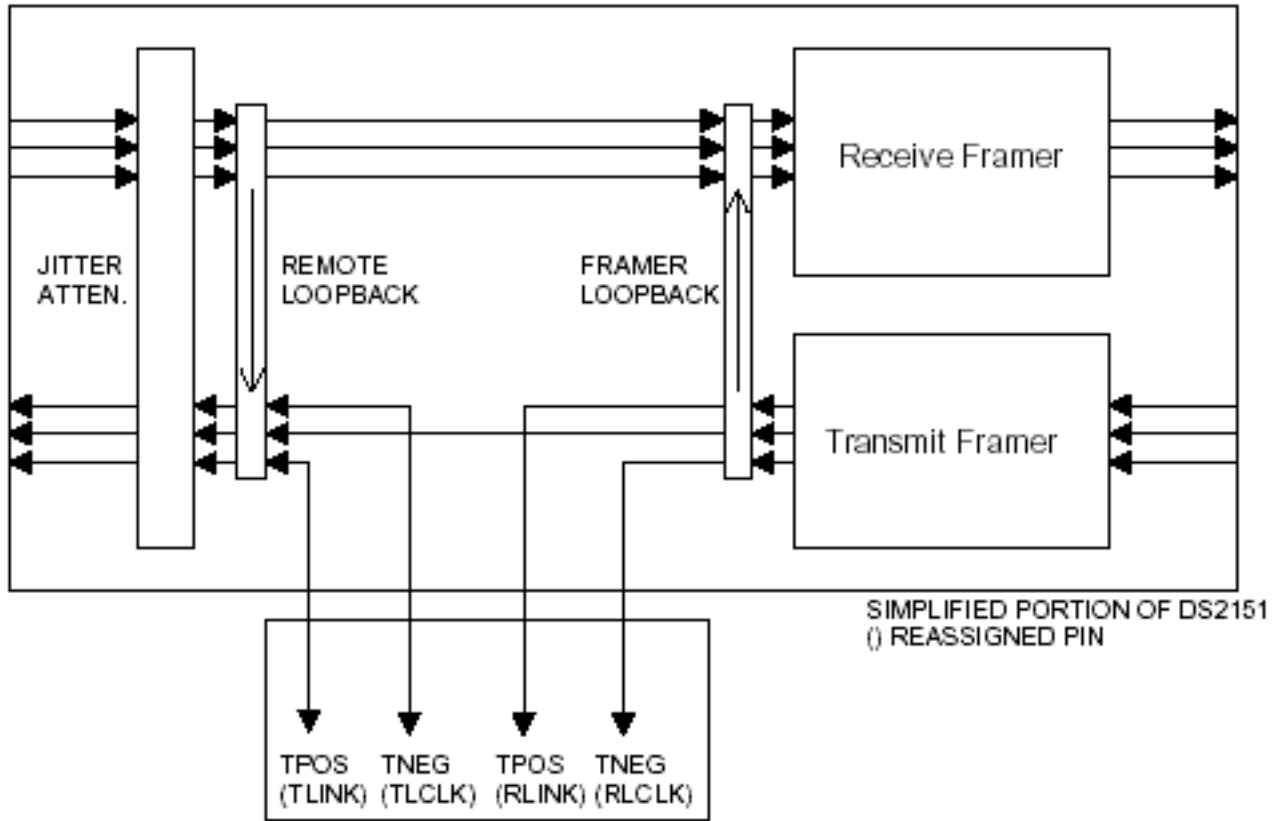 Receive Framer
JITTER
ATTEN.
REMOTE
LOOPBACK
FRAMER
LOOPBACK
Transmit Framer
SIMPLIFIED PORTION OF DS2151
() REASSIGNED PIN
TPOS
(TLINK)
TNEG
(TLCLK)
TPOS
(RLINK)
TNEG
(RLCLK)